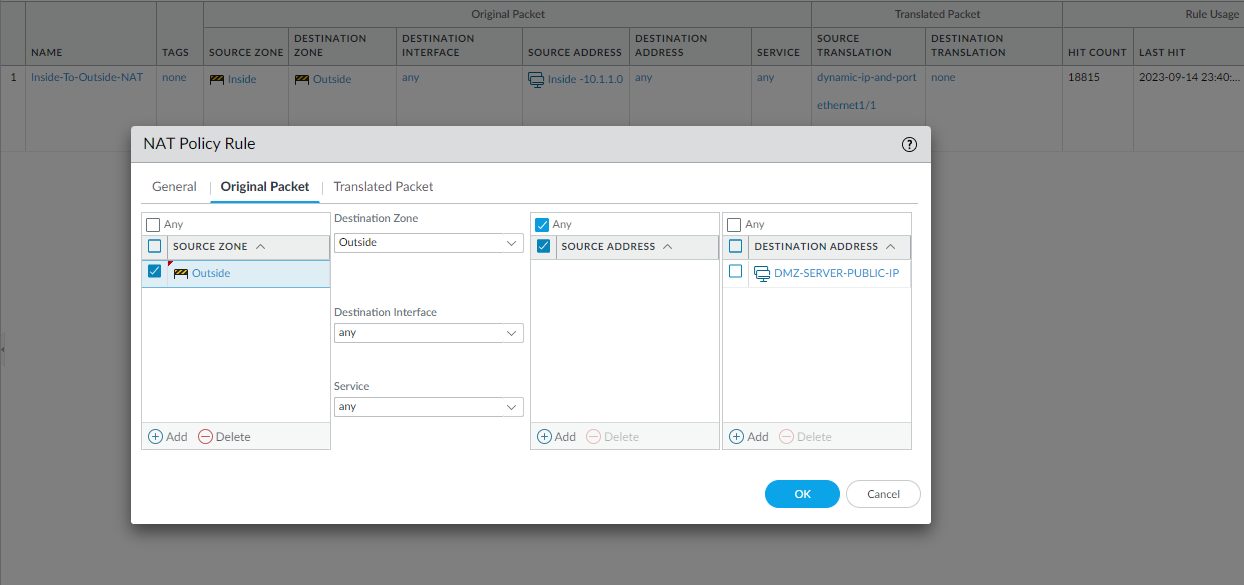 Original Packet
Translated Packet
Rule Usage
NAME
TAGS
SOURCE ZONE
DESTINATION
ZONE
DESTINATION
INTERFACE
SOURCE ADDRESS
DESTINATION
ADDRESS
SERVICE
SOURCE
TRANSLATION
DESTINATION
TRANSLATION
HIT COUNT
LAST HIT
1
Inside-To-Outside-NAT
none
Inside
Outside
any
Inside -10.1.1.0
any
any
dynamic-ip-and-port
ethernet1/1
none
18815
2023-09-14 23:40:...
NAT Policy Rule
?
General
Original Packet
Translated Packet
Any
SOURCE ZONE
Outside
Add
Delete
Destination Zone
Outside
Destination Interface
any
Service
any
Any
SOURCE ADDRESS
Add
Delete
Any
DESTINATION ADDRESS
DMZ-SERVER-PUBLIC-IP
Add
Delete
OK
Cancel